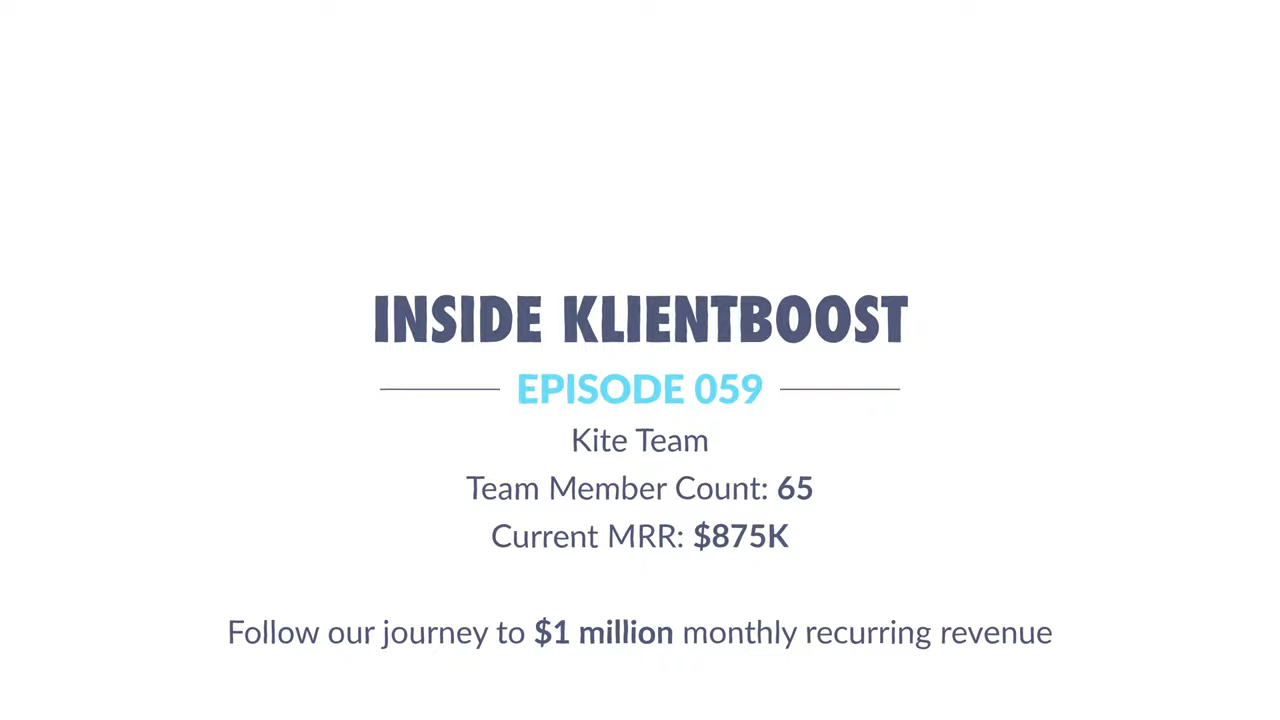 INSIDE KLIENTBOOST
EPISODE 059
Kite Team
Team Member Count: 65
Current MRR: $875K
Follow our journey to $1 million monthly recurring revenue